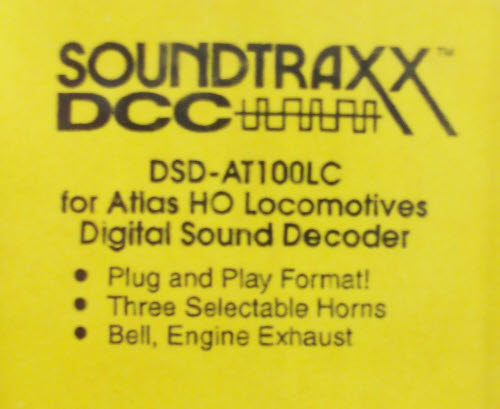 SOUNDTRAXX™
DCC
DSD-AT100LC
for Atlas HO Locomotives
Digital Sound Decoder
• Plug and Play Format!
• Three Selectable Horns
• Bell, Engine Exhaust